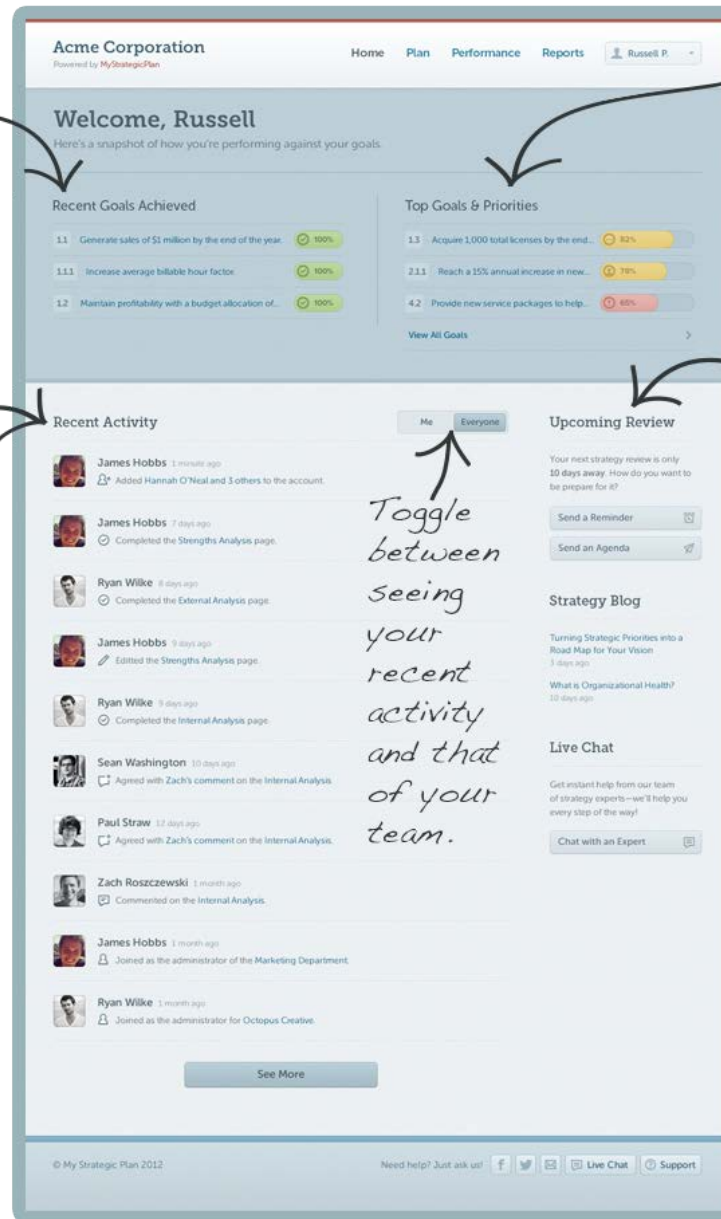 Acme Corporation
Powered by MyStrategicPlan
Home Plan Performance Reports Russell P.
Welcome, Russell
Here's a snapshot of how you're performing against your goals.
Recent Goals Achieved
1.1 Generate sales of $1 million by the end of the year. 100%
1.1.1 Increase average billable hour factor. 100%
1.2 Maintain profitability with a budget allocation of... 100%
Top Goals & Priorities
1.3 Acquire 1,000 total licenses by the end... 82%
2.1.1 Reach a 15% annual increase in new... 78%
4.2 Provide new service packages to help... 65%
View All Goals
Recent Activity
Me Everyone
James Hobbs 1 minute ago
Added Hannah O'Neal and 3 others to the account.
James Hobbs 7 days ago
Completed the Strengths Analysis page.
Ryan Wilke 8 days ago
Completed the External Analysis page.
James Hobbs 9 days ago
Editted the Strengths Analysis page.
Ryan Wilke 9 days ago
Completed the Internal Analysis page.
Sean Washington 10 days ago
Agreed with Zach's comment on the Internal Analysis.
Paul Straw 12 days ago
Agreed with Zach's comment on the Internal Analysis.
Zach Roszczewski 1 month ago
Commented on the Internal Analysis.
James Hobbs 1 month ago
Joined as the administrator of the Marketing Department.
Ryan Wilke 1 month ago
Joined as the administrator for Octopus Creative.
See More
Toggle
between
seeing
your
recent
activity
and that
of your
team.
Upcoming Review
Your next strategy review is only
10 days away. How do you want to
be prepare for it?
Send a Reminder
Send an Agenda
Strategy Blog
Turning Strategic Priorities into a
Road Map for Your Vision
3 days ago
What is Organizational Health?
10 days ago
Live Chat
Get instant help from our team
of strategy experts—we'll help you
every step of the way!
Chat with an Expert
© My Strategic Plan 2012
Need help? Just ask us! Live Chat Support